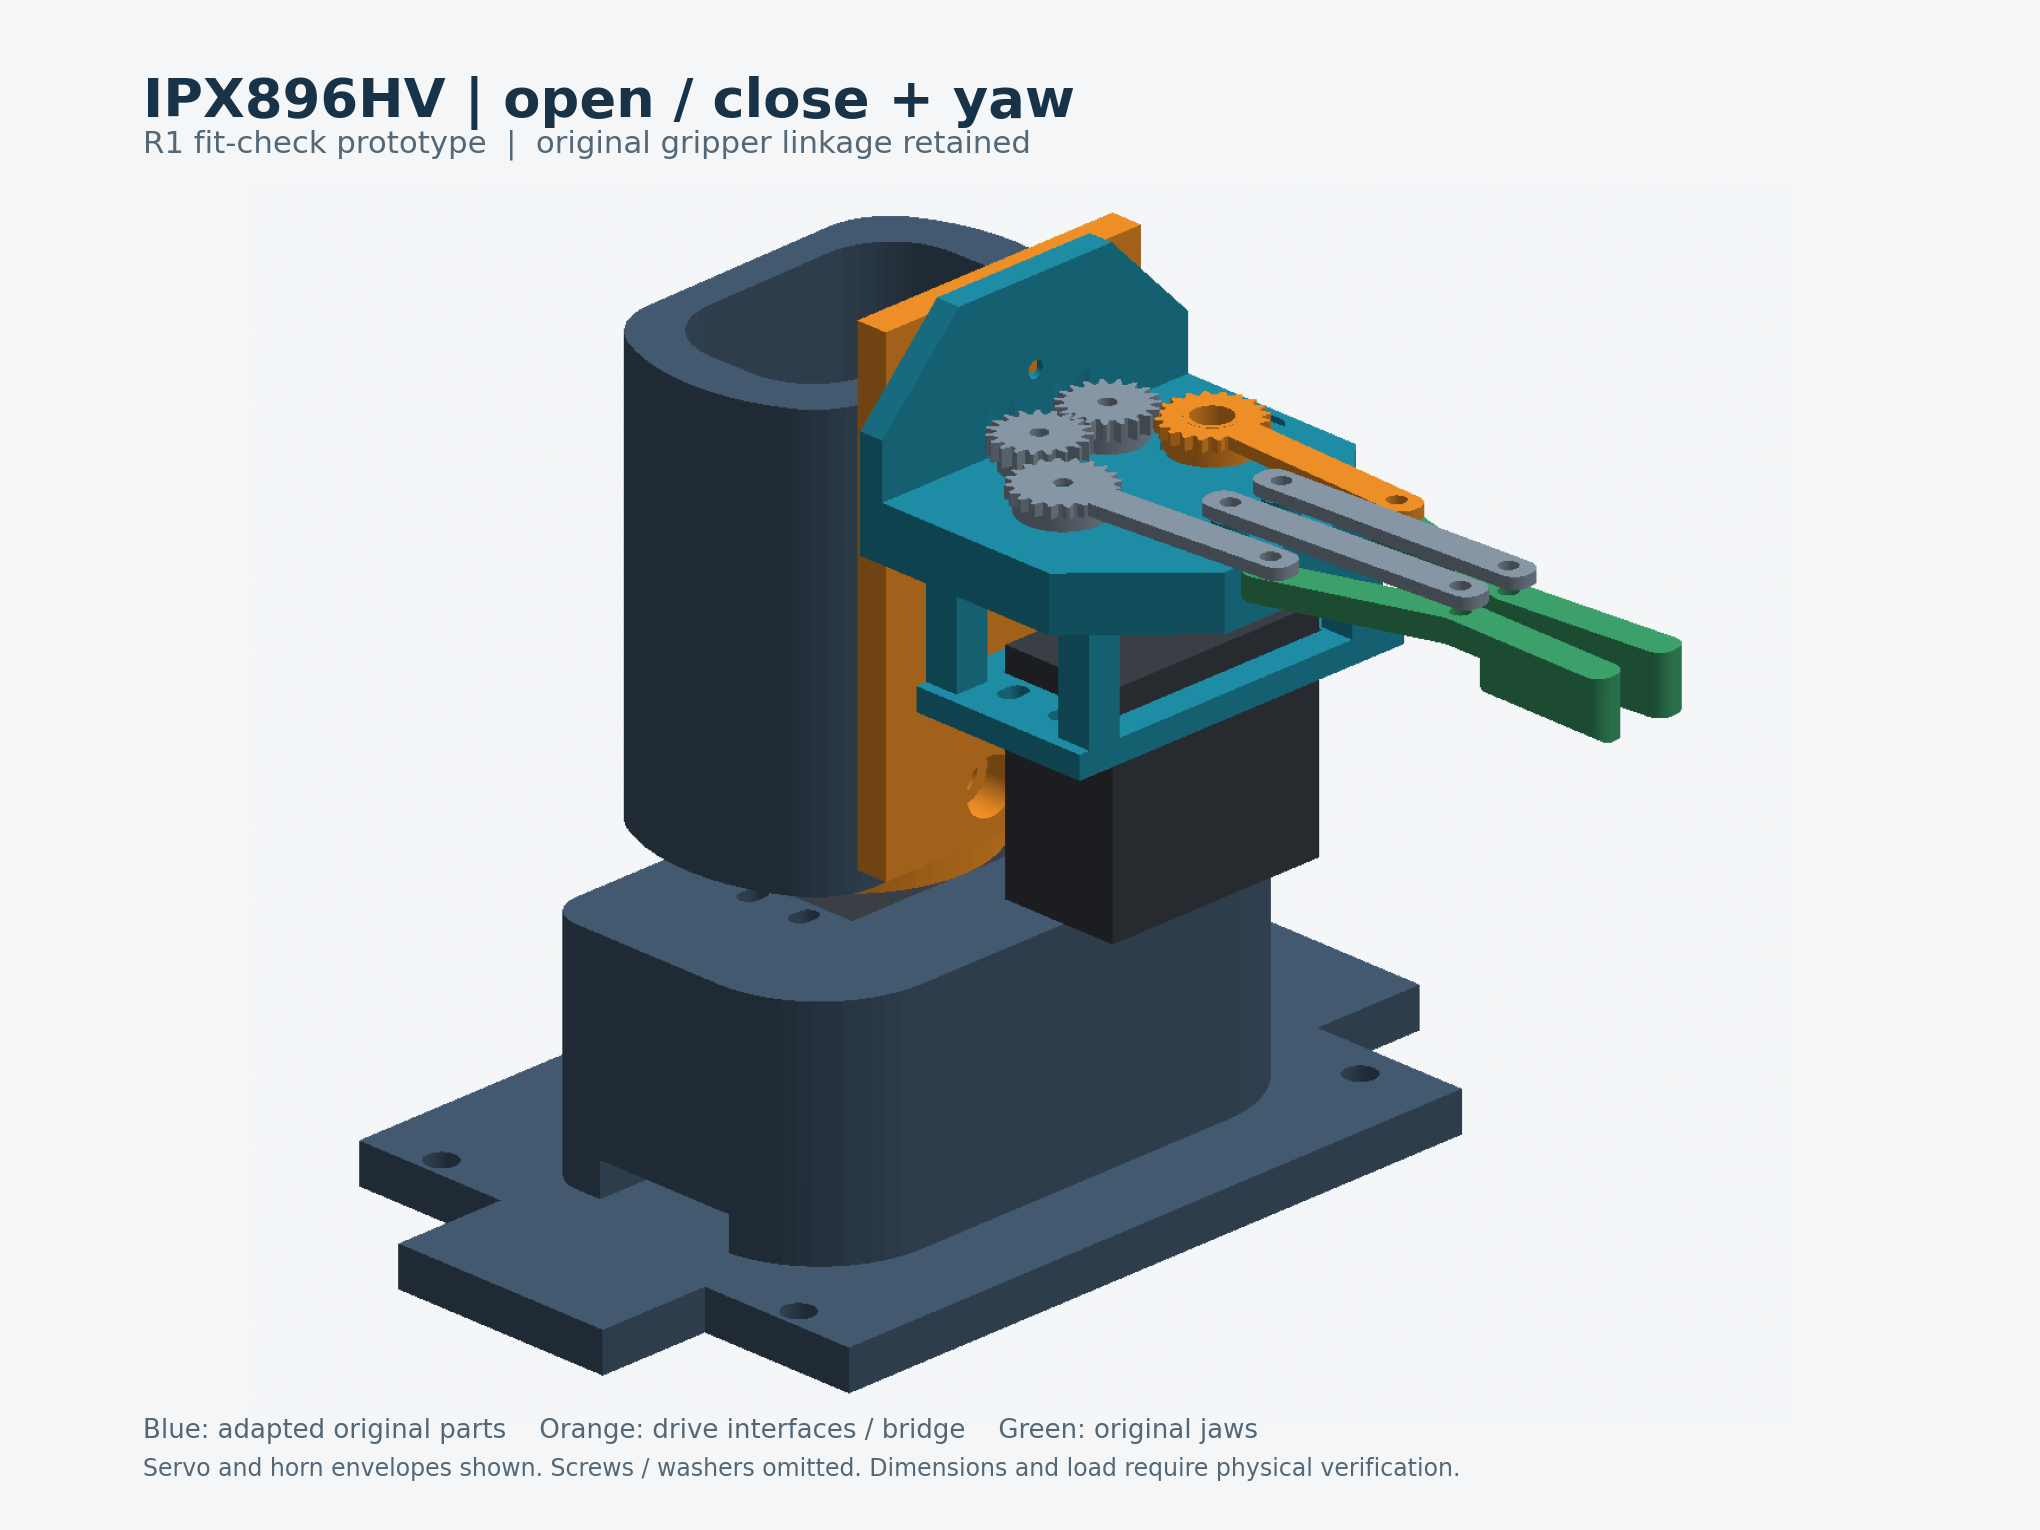 IPX896HV | open / close + yaw
R1 fit-check prototype | original gripper linkage retained
Blue: adapted original parts Orange: drive interfaces / bridge Green: original jaws
Servo and horn envelopes shown. Screws / washers omitted. Dimensions and load require physical verification.